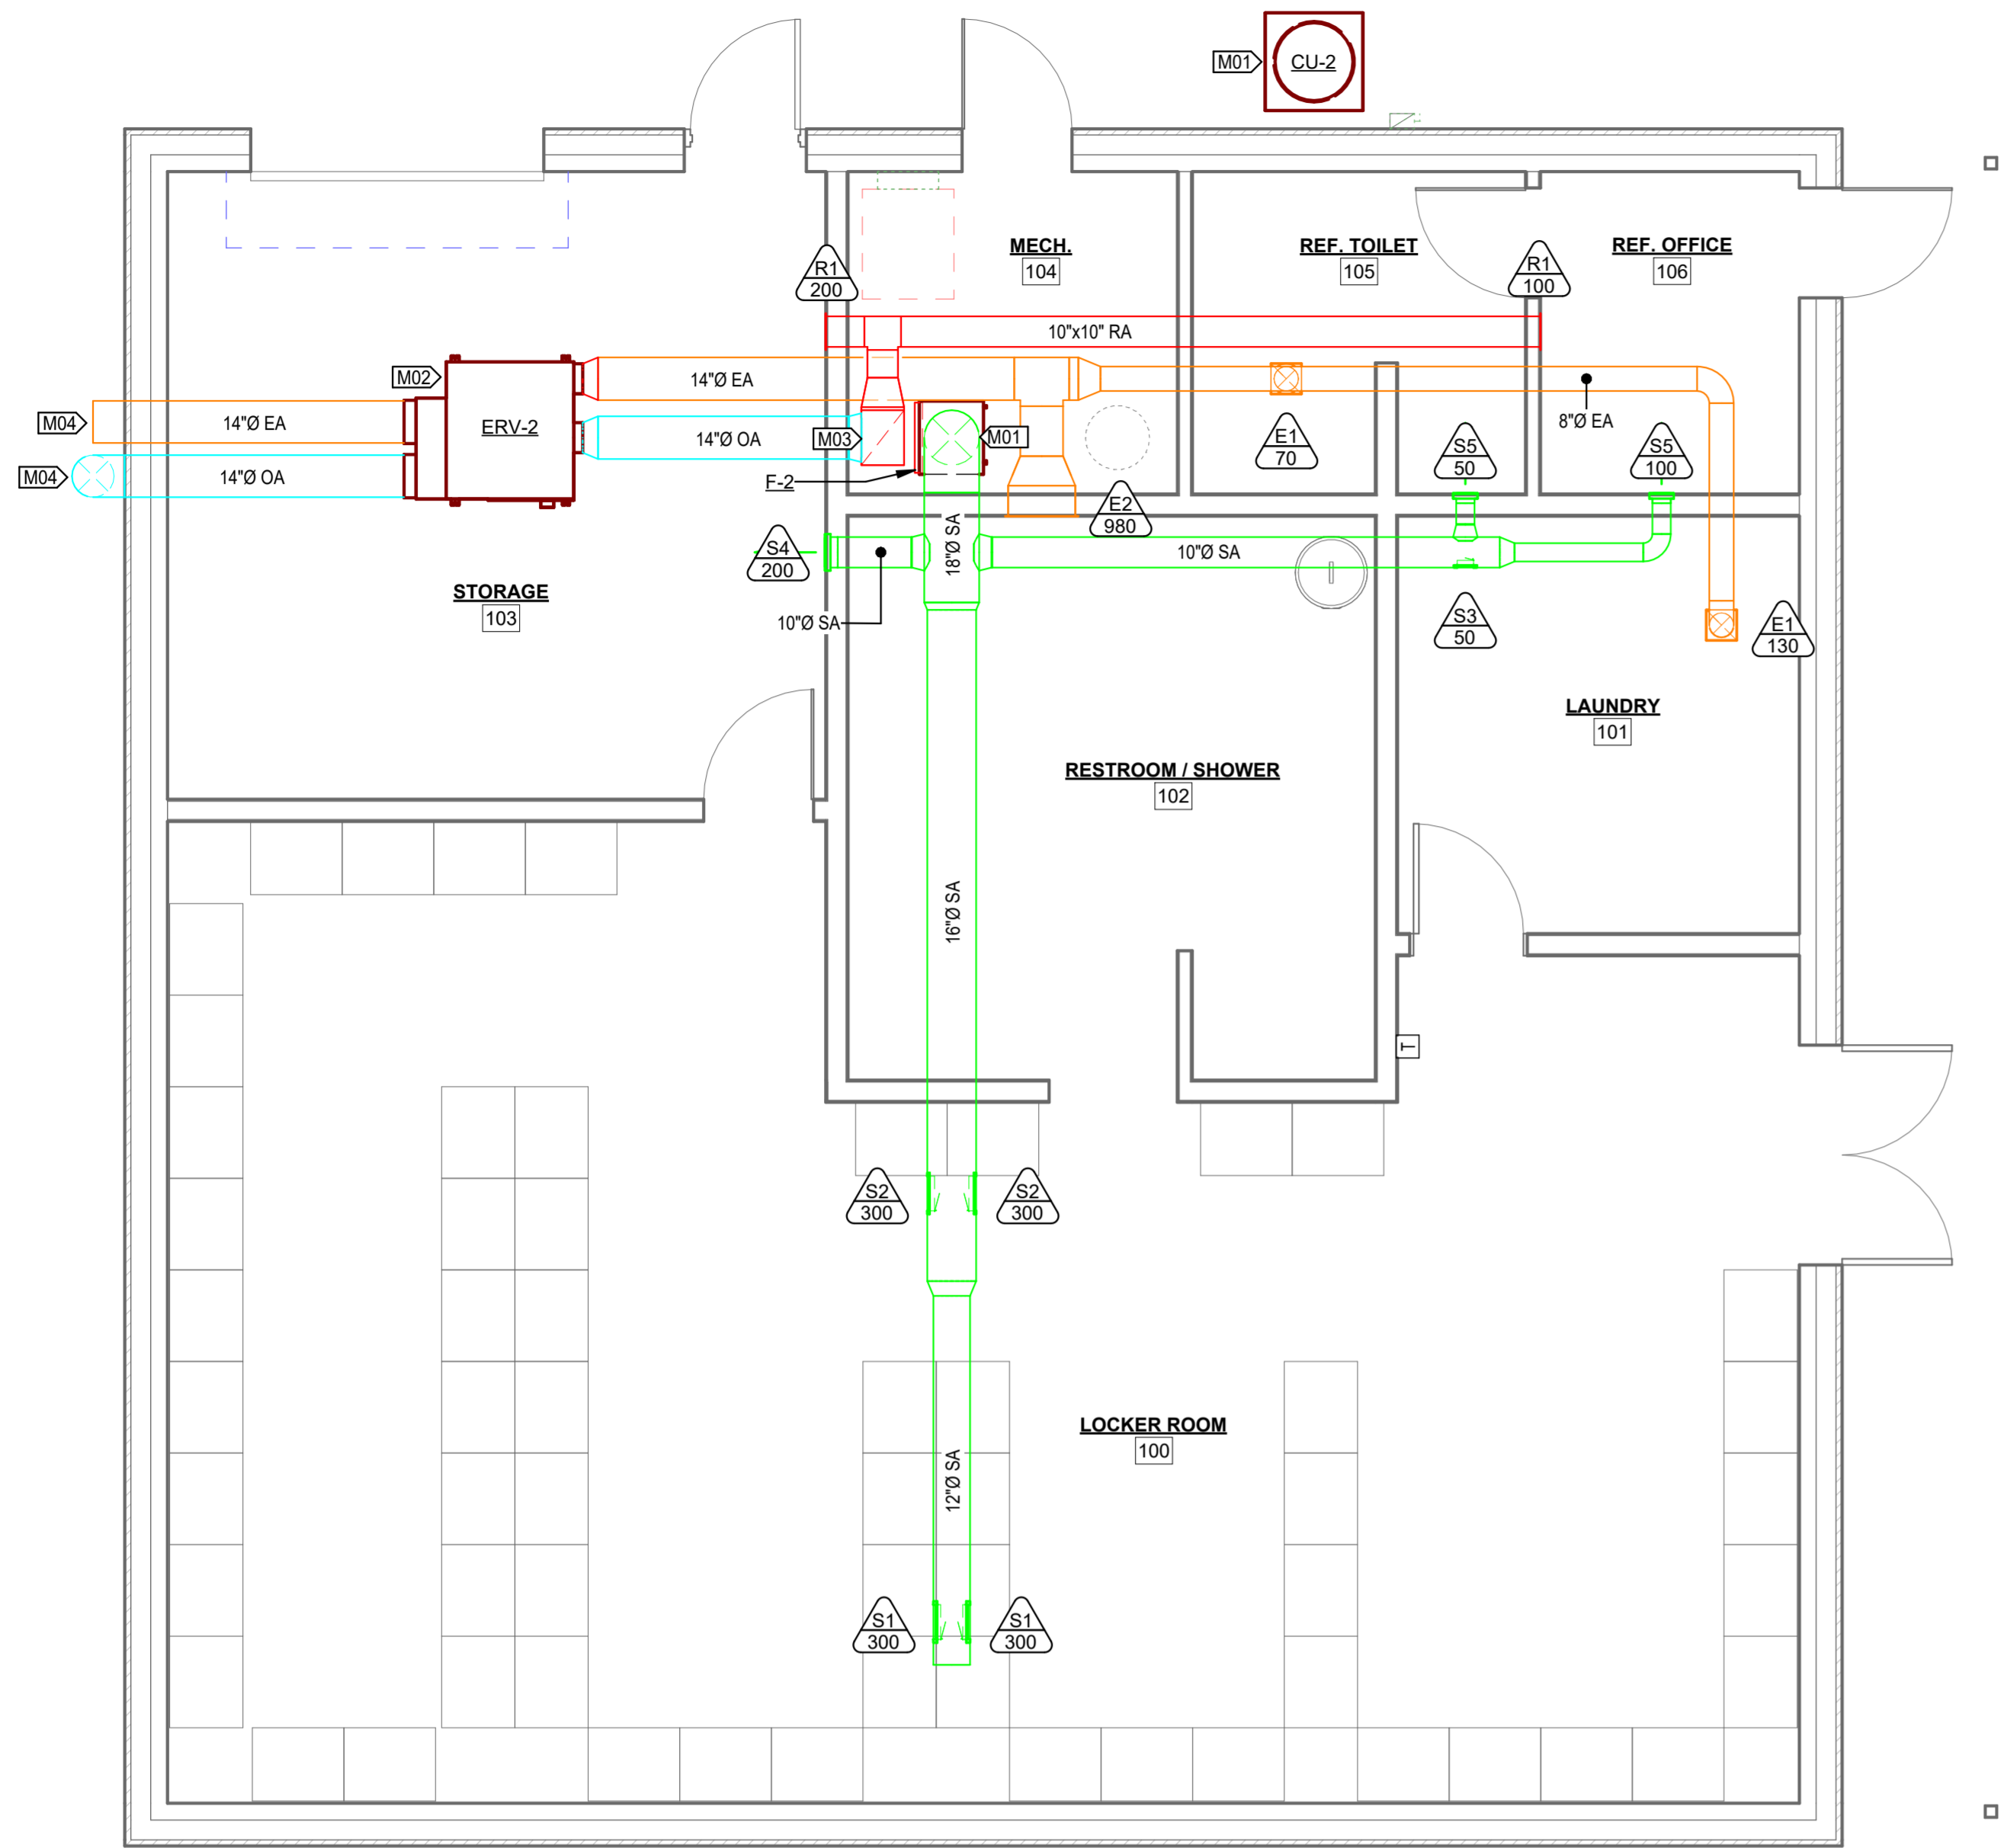 M01
CU-2
MECH.
104
REF. TOILET
105
REF. OFFICE
106
R1
200
R1
100
10"x10" RA
M02
14"Ø EA
M04
14"Ø EA
ERV-2
8"Ø EA
M03
M01
14"Ø OA
E1
70
S5
50
S5
100
M04
14"Ø OA
F-2
E2
980
18"Ø SA
S4
200
10"Ø SA
STORAGE
103
10"Ø SA
S3
50
E1
130
LAUNDRY
101
RESTROOM / SHOWER
102
16"Ø SA
T
S2
300
S2
300
LOCKER ROOM
100
12"Ø SA
S1
300
S1
300